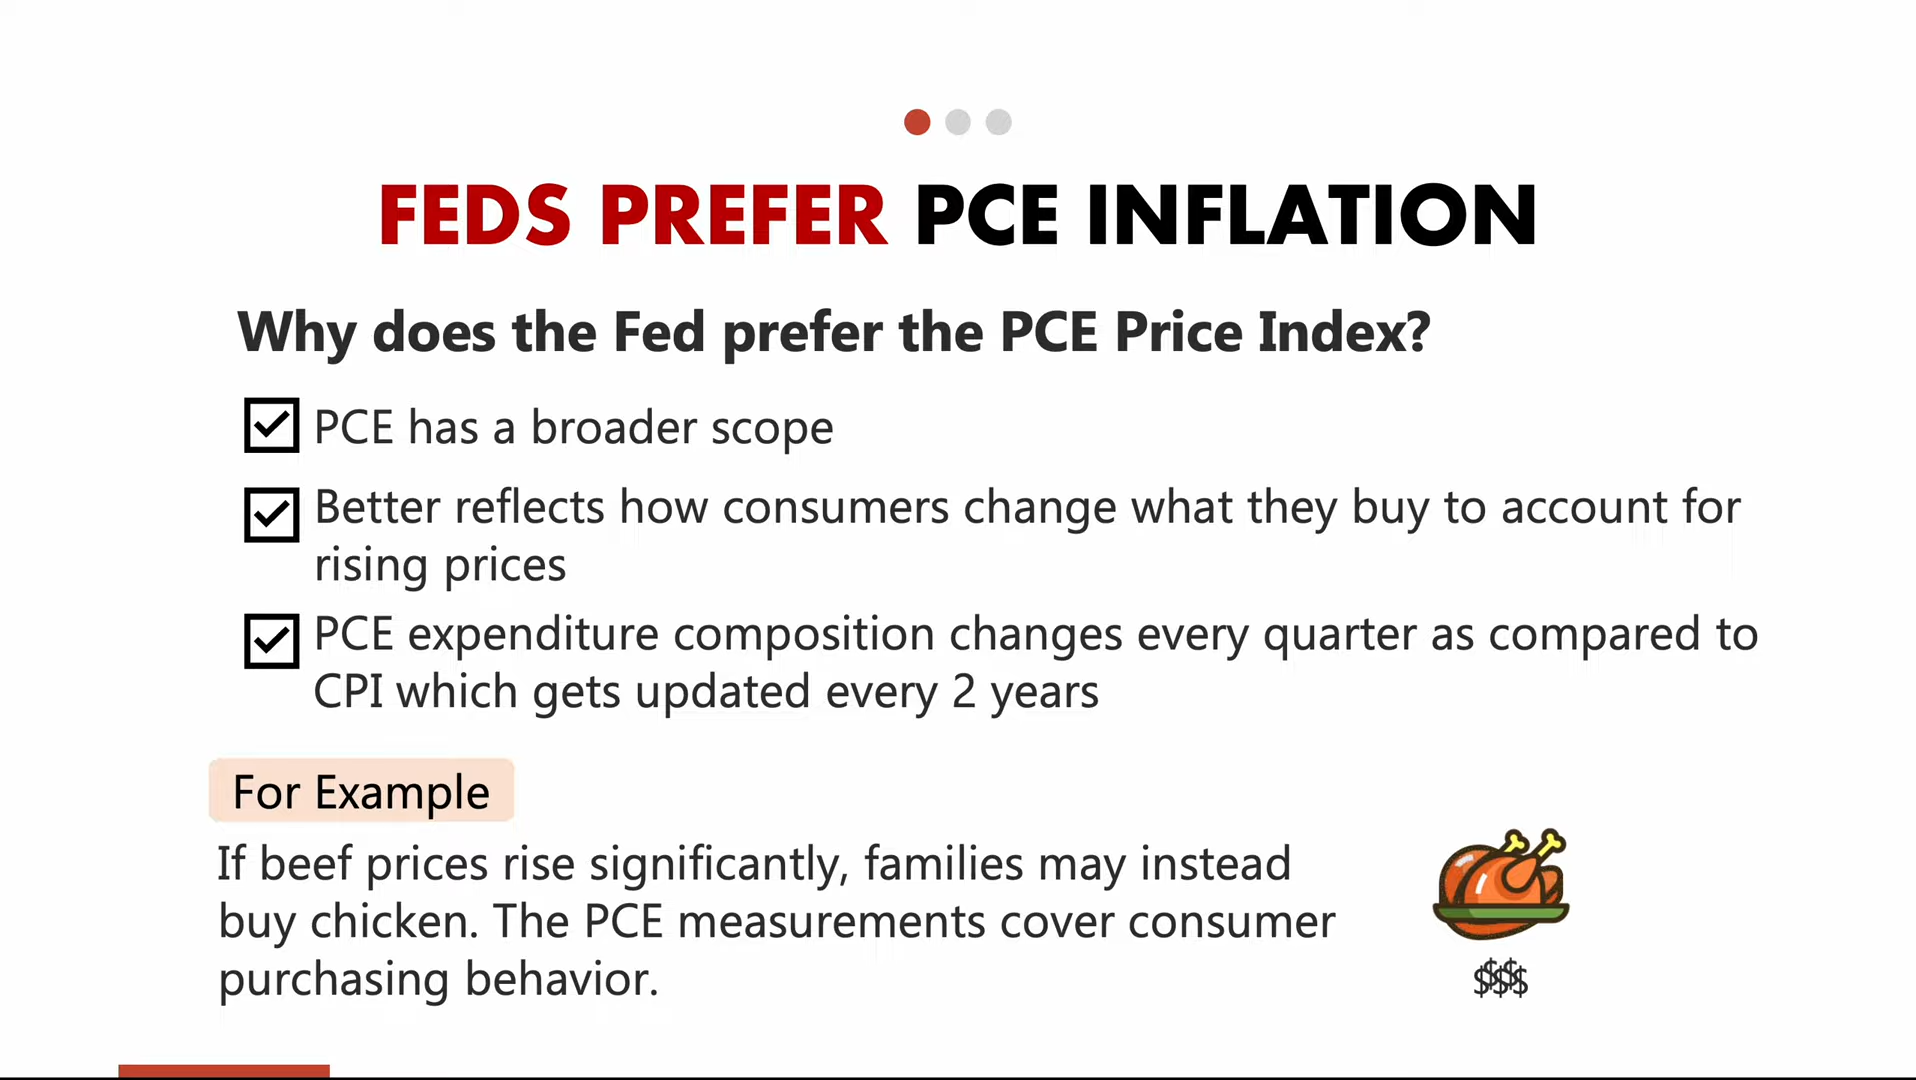 FEDS PREFER PCE INFLATION
Why does the Fed prefer the PCE Price Index?
PCE has a broader scope
Better reflects how consumers change what they buy to account for
rising prices
PCE expenditure composition changes every quarter as compared to
CPI which gets updated every 2 years
For Example
If beef prices rise significantly, families may instead
buy chicken. The PCE measurements cover consumer
purchasing behavior.
$$$